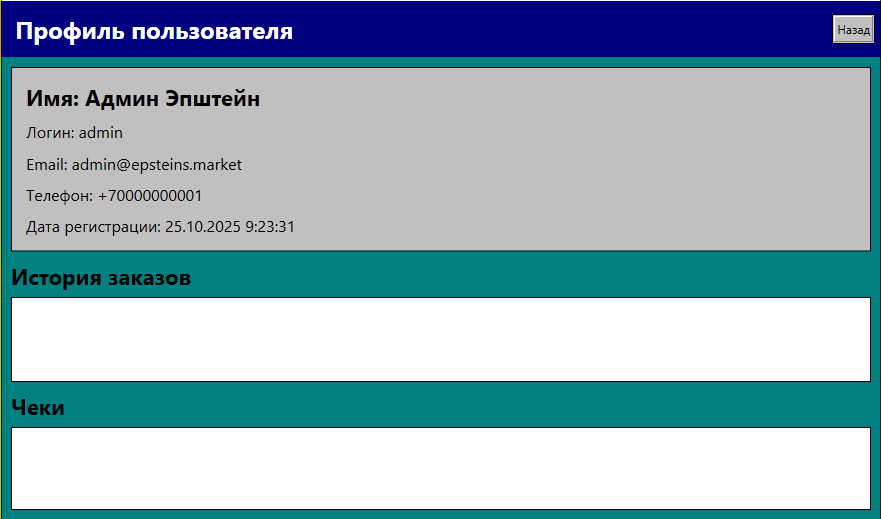 Профиль пользователя
Назад
Имя: Админ Эпштейн
Логин: admin
Email: admin@epsteins.market
Телефон: +70000000001
Дата регистрации: 25.10.2025 9:23:31
История заказов
Чеки